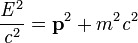 E²/c² = p² + m²c²